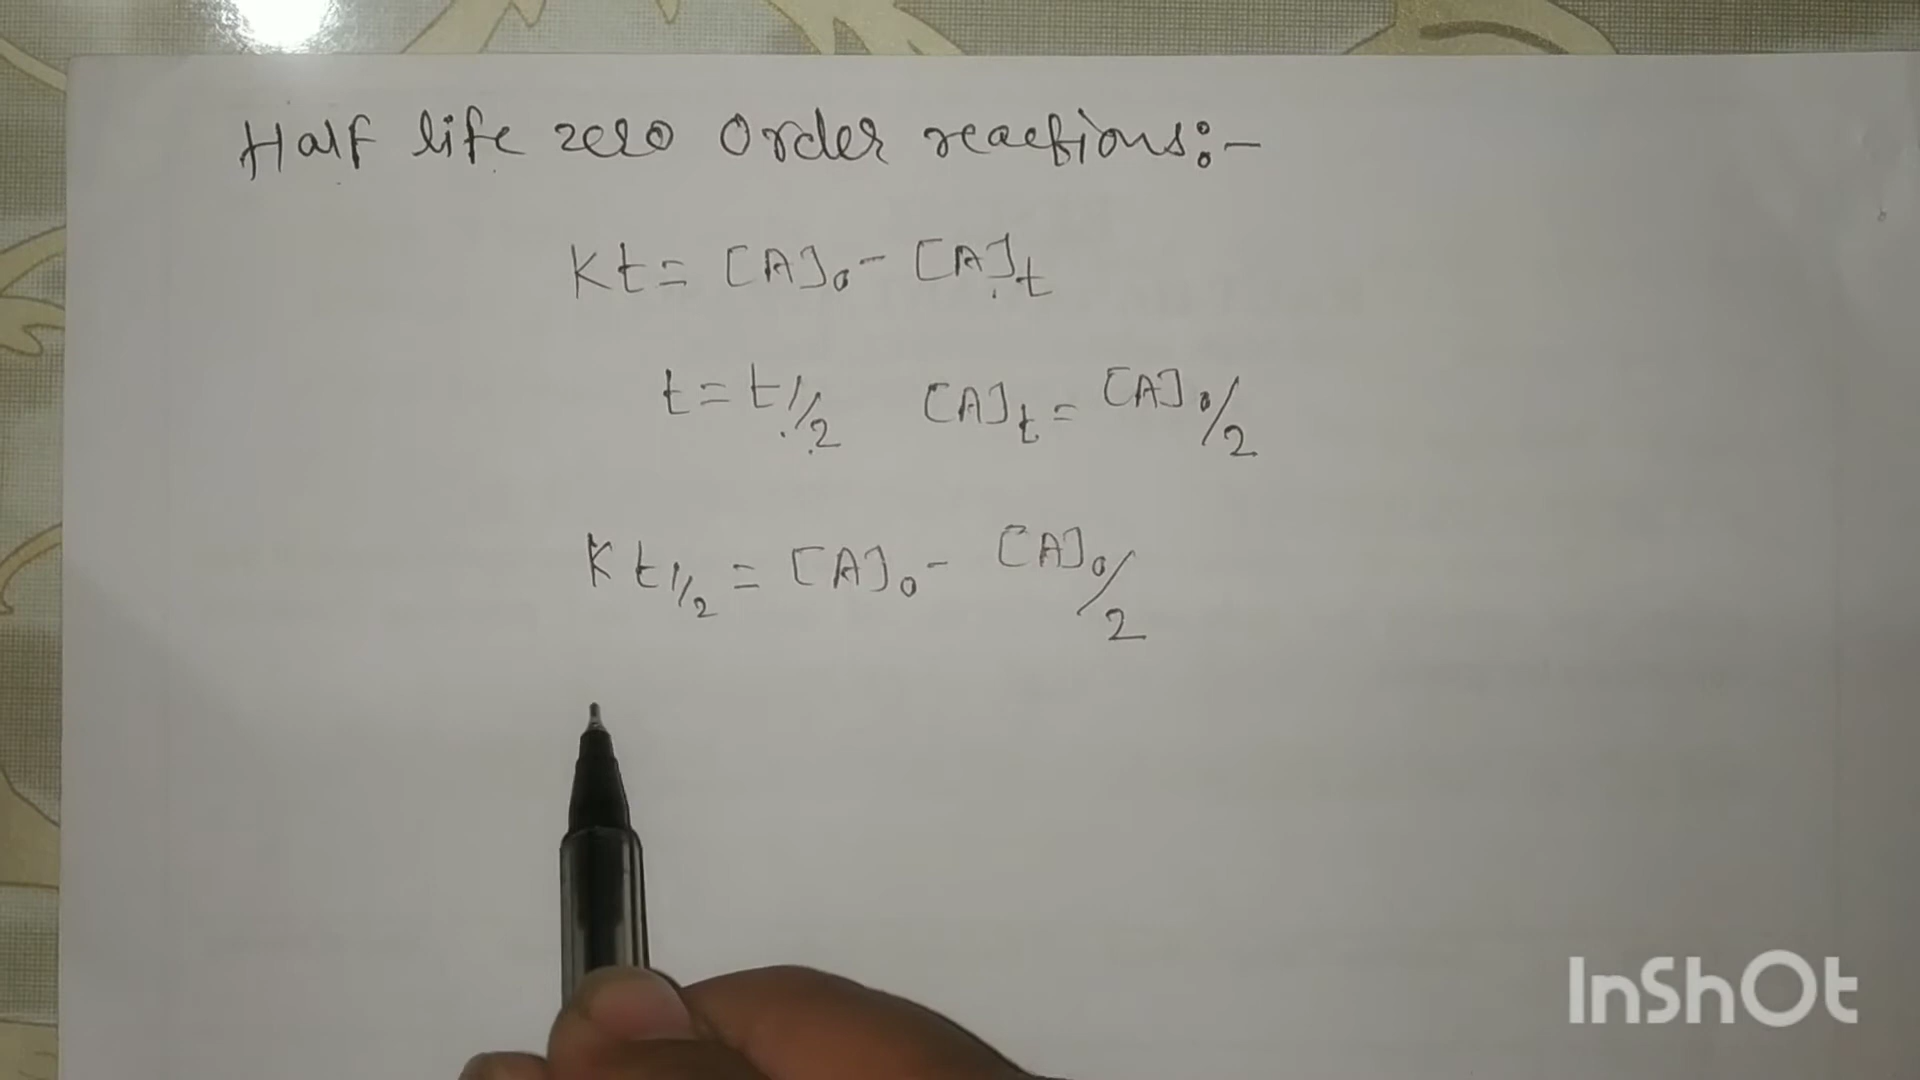 Half life zero order reactions:-
Kt = [A]₀ - [A]t
t = t1/2 [A]t = [A]₀/2
Kt1/2 = [A]₀ - [A]₀/2
InShOt